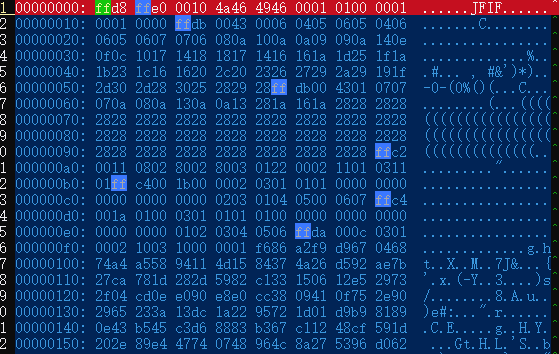 1 00000000: ffd8 ffe0 0010 4a46 4946 0001 0100 0001 ......JFIF......
2 00000010: 0001 0000 ffdb 0043 0006 0405 0605 0406 .......C........
3 00000020: 0605 0607 0706 080a 100a 0a09 090a 140e ................
4 00000030: 0f0c 1017 1418 1817 1416 161a 1d25 1f1a .............%..
5 00000040: 1b23 1c16 1620 2c20 2326 2729 2a29 191f .#... , #&')*)..
6 00000050: 2d30 2d28 3025 2829 28ff db00 4301 0707 -0-(0%()(...C...
7 00000060: 070a 080a 130a 0a13 281a 161a 2828 2828 ........(...((((
8 00000070: 2828 2828 2828 2828 2828 2828 2828 2828 ((((((((((((((((
9 00000080: 2828 2828 2828 2828 2828 2828 2828 2828 ((((((((((((((((
0 00000090: 2828 2828 2828 2828 2828 2828 2828 ffc2 ((((((((((((((..
1 000000a0: 0011 0802 8002 8003 0122 0002 1101 0311 .........."......
2 000000b0: 01ff c400 1b00 0002 0301 0101 0000 0000 ................
3 000000c0: 0000 0000 0000 0203 0104 0500 0607 ffc4 ................
4 000000d0: 001a 0100 0301 0101 0000 0000 0000 0000 ................
5 000000e0: 0000 0000 0102 0304 0506 ffda 000c 0301 ................
6 000000f0: 0002 1003 1000 0001 f686 a2f9 d967 0468 .............g.h
7 00000100: 74a4 a558 9411 4d15 8437 4a26 d592 ae7b t..X..M..7J&...{
8 00000110: 27ca 781d 282d 5982 c133 1506 12e5 2973 '.x.(-Y..3....)s
9 00000120: 2f04 cd0e e090 e8e0 cc38 0941 0f75 2e90 /........8.A.u..
0 00000130: 2965 233a 13dc 1a22 9572 1d01 d9b9 8189 )e#:...".r......
1 00000140: 0e43 b545 c3d6 8883 b367 c112 48cf 591d .C.E.....g..H.Y.
2 00000150: 202e 89e4 4774 0748 964c 8a27 5396 d062 ...Gt.H.L.'S..b